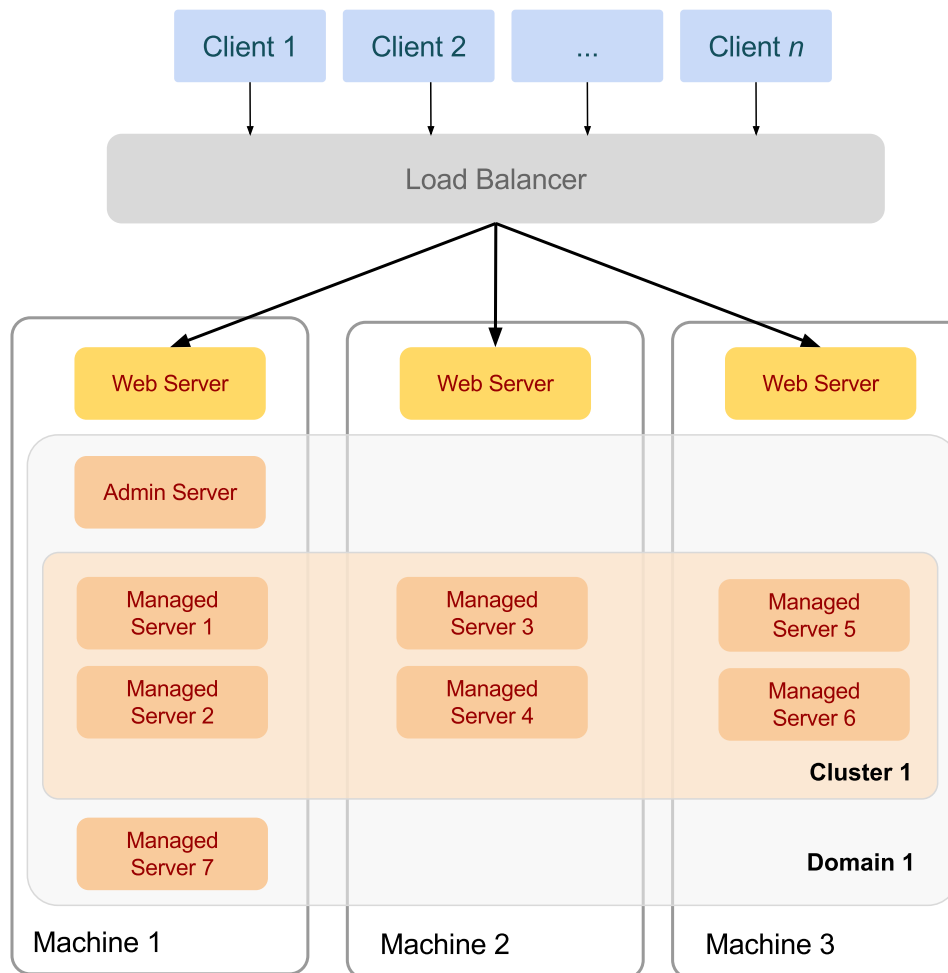 Client 1
Client 2
...
Client n
Load Balancer
Web Server
Web Server
Web Server
Admin Server
Managed
Server 1
Managed
Server 3
Managed
Server 5
Managed
Server 2
Managed
Server 4
Managed
Server 6
Cluster 1
Managed
Server 7
Domain 1
Machine 1
Machine 2
Machine 3